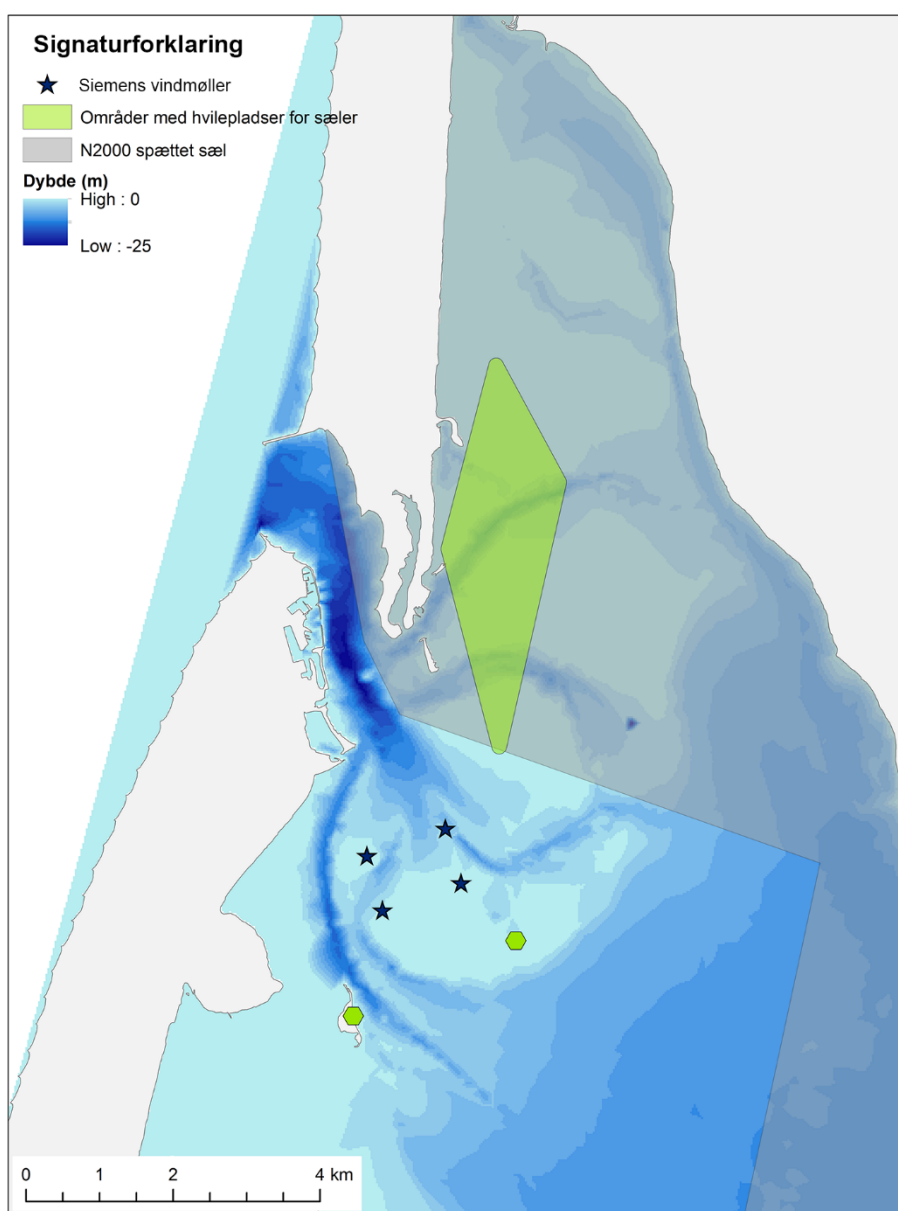 Signaturforklaring
Siemens vindmøller
Områder med hvilepladser for sæler
N2000 spættet sæl
Dybde (m)
High : 0
Low : -25
0 1 2 4 km